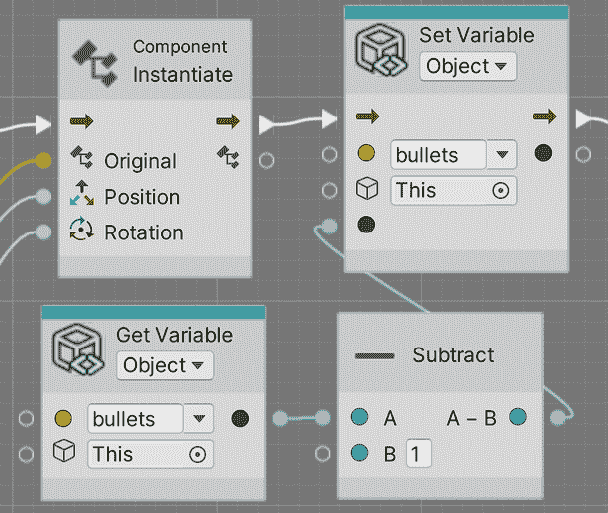 Component
Instantiate
Original
Position
Rotation
Set Variable
Object
bullets
This
Get Variable
Object
bullets
This
Subtract
A A – B
B 1